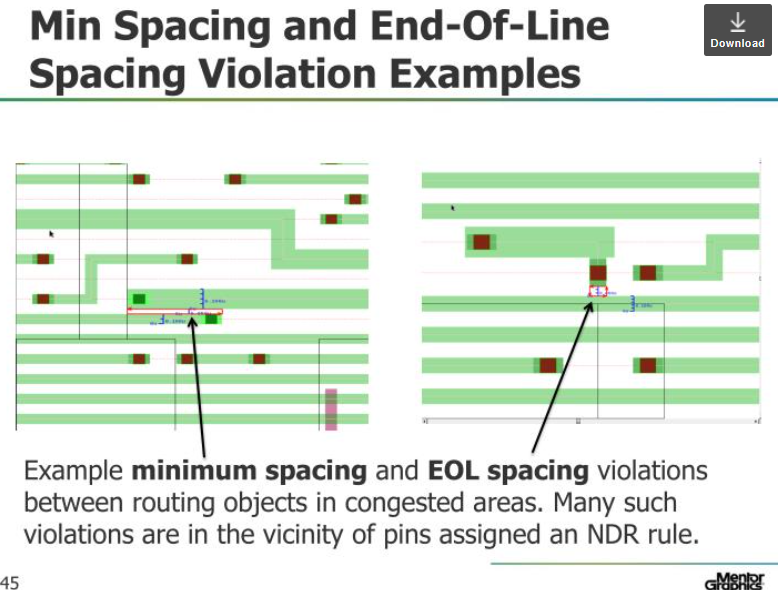 Min Spacing and End-Of-Line
Spacing Violation Examples
Download
Example minimum spacing and EOL spacing violations
between routing objects in congested areas. Many such
violations are in the vicinity of pins assigned an NDR rule.
45
Mentor
Graphics